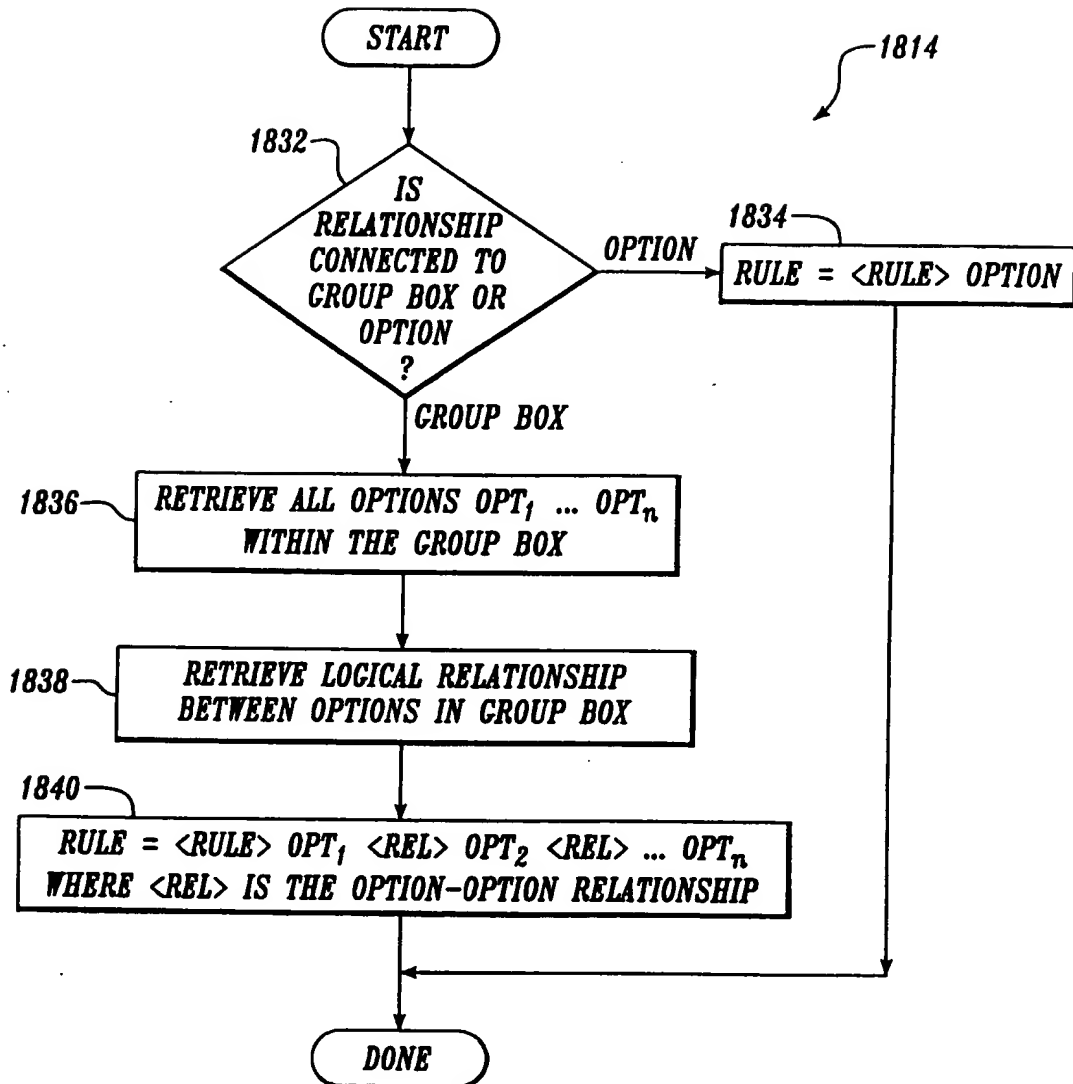 START
1814
1832
IS
RELATIONSHIP
CONNECTED TO
GROUP BOX OR
OPTION
?
OPTION
1834
RULE = <RULE> OPTION
GROUP BOX
1836
RETRIEVE ALL OPTIONS OPT₁ ... OPTₙ
WITHIN THE GROUP BOX
1838
RETRIEVE LOGICAL RELATIONSHIP
BETWEEN OPTIONS IN GROUP BOX
1840
RULE = <RULE> OPT₁ <REL> OPT₂ <REL> ... OPTₙ
WHERE <REL> IS THE OPTION-OPTION RELATIONSHIP
DONE